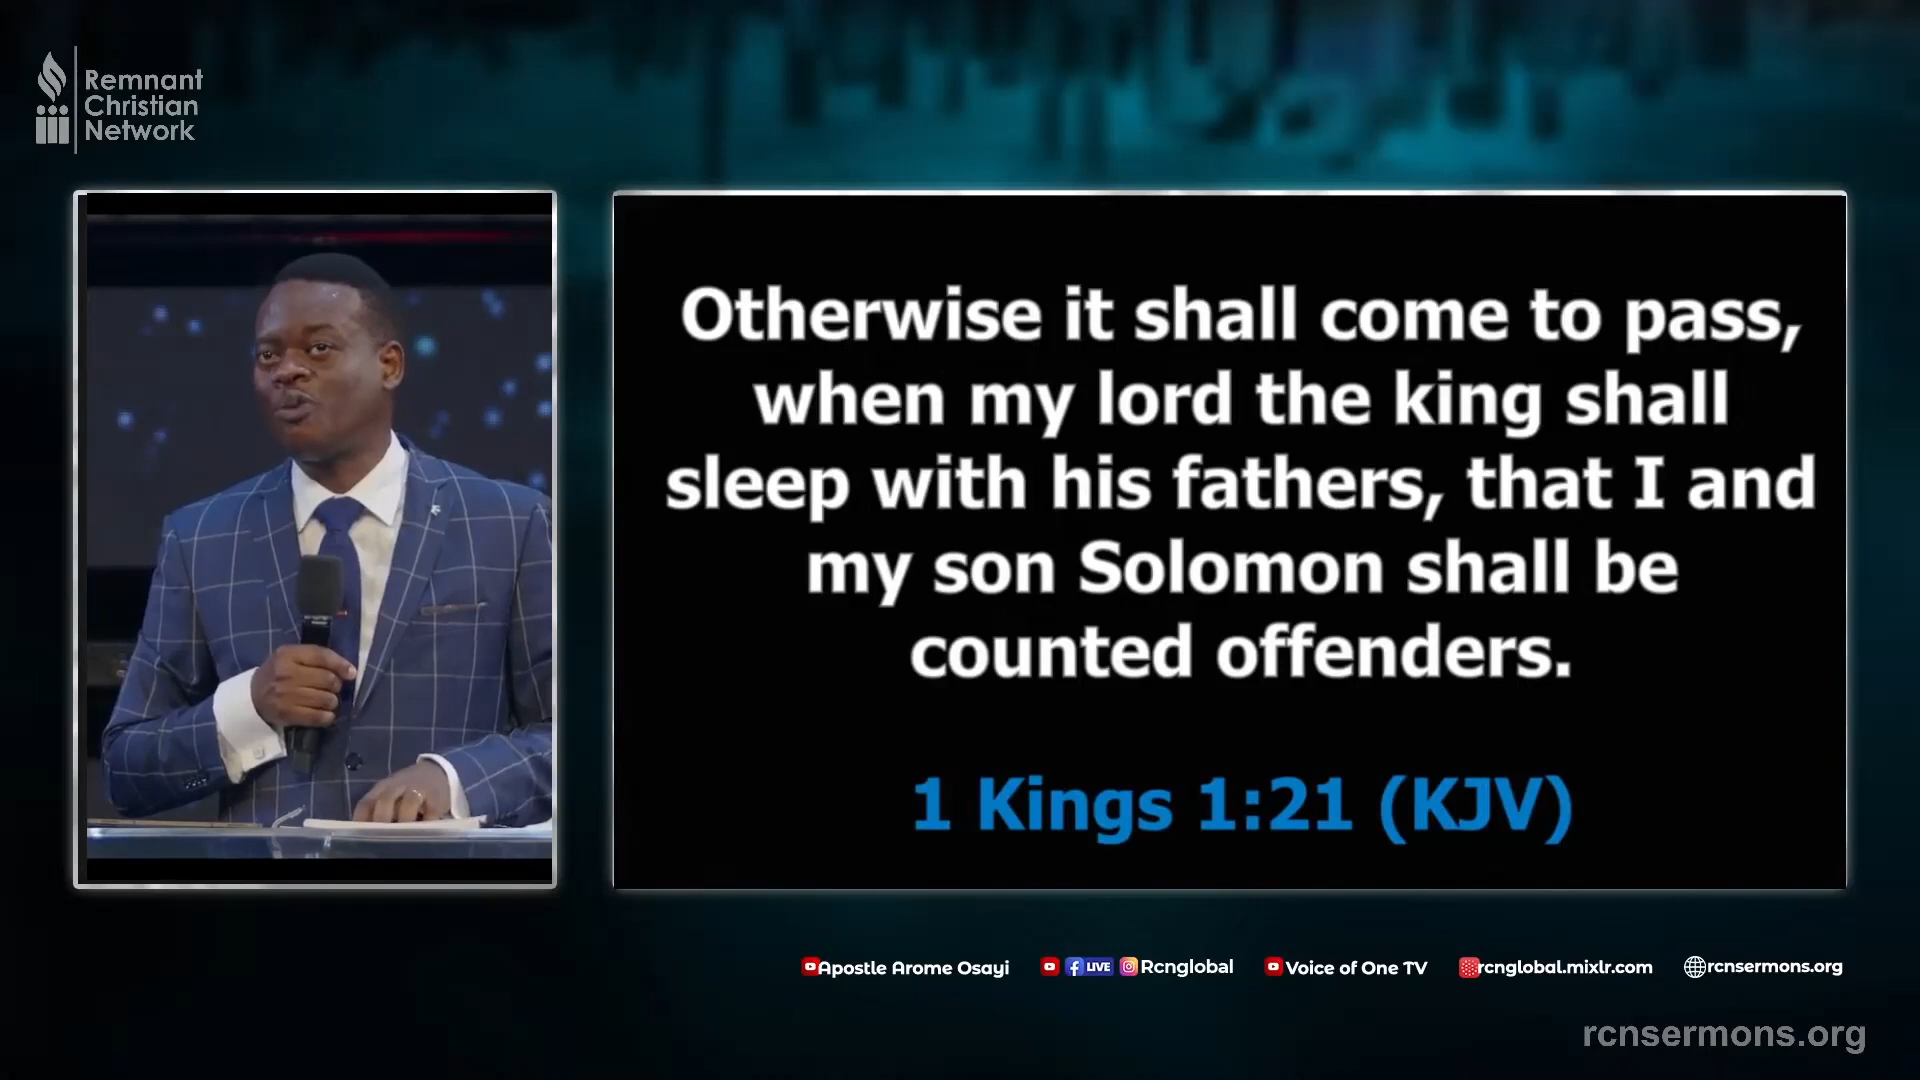 Remnant
Christian
Network
Otherwise it shall come to pass,
when my lord the king shall
sleep with his fathers, that I and
my son Solomon shall be
counted offenders.
1 Kings 1:21 (KJV)
Apostle Arome Osayi LIVE Rcnglobal Voice of One TV rcnglobal.mixlr.com rcnsermons.org
rcnsermons.org